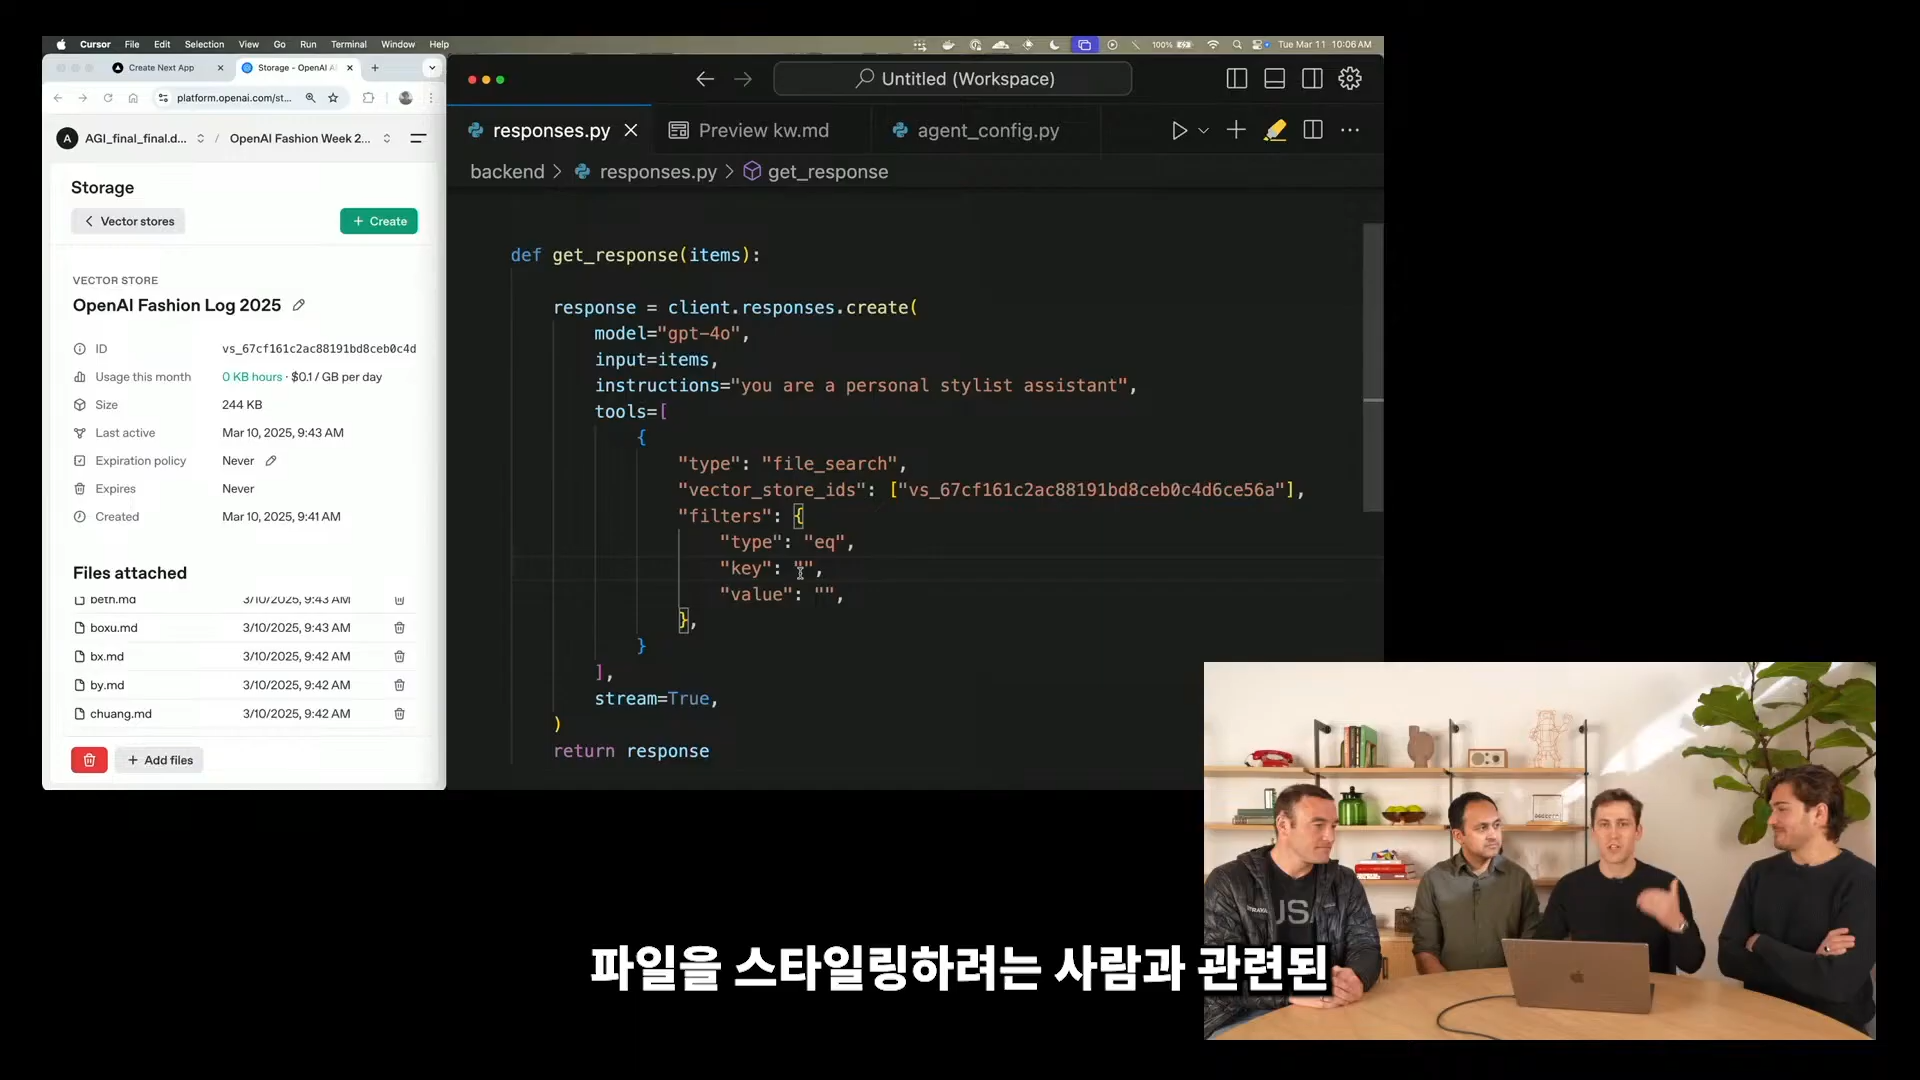 Cursor File Edit Selection View Go Run Terminal Window Help
100% Tue Mar 11 10:06 AM
Create Next App
Storage - OpenAI A
platform.openai.com/st...
AGI_final_final.d... / OpenAI Fashion Week 2...
Storage
Vector stores
+ Create
VECTOR STORE
OpenAI Fashion Log 2025
ID vs_67cf161c2ac88191bd8ceb0c4d
Usage this month 0 KB hours · $0.1 / GB per day
Size 244 KB
Last active Mar 10, 2025, 9:43 AM
Expiration policy Never
Expires Never
Created Mar 10, 2025, 9:41 AM
Files attached
beth.md 3/10/2025, 9:43 AM
boxu.md 3/10/2025, 9:43 AM
bx.md 3/10/2025, 9:42 AM
by.md 3/10/2025, 9:42 AM
chuang.md 3/10/2025, 9:42 AM
+ Add files
Untitled (Workspace)
responses.py
Preview kw.md
agent_config.py
backend > responses.py > get_response
def get_response(items):
response = client.responses.create(
model="gpt-4o",
input=items,
instructions="you are a personal stylist assistant",
tools=[
{
"type": "file_search",
"vector_store_ids": ["vs_67cf161c2ac88191bd8ceb0c4d6ce56a"],
"filters": {
"type": "eq",
"key": "",
"value": "",
},
}
],
stream=True,
)
return response
파일을 스타일링하려는 사람과 관련된